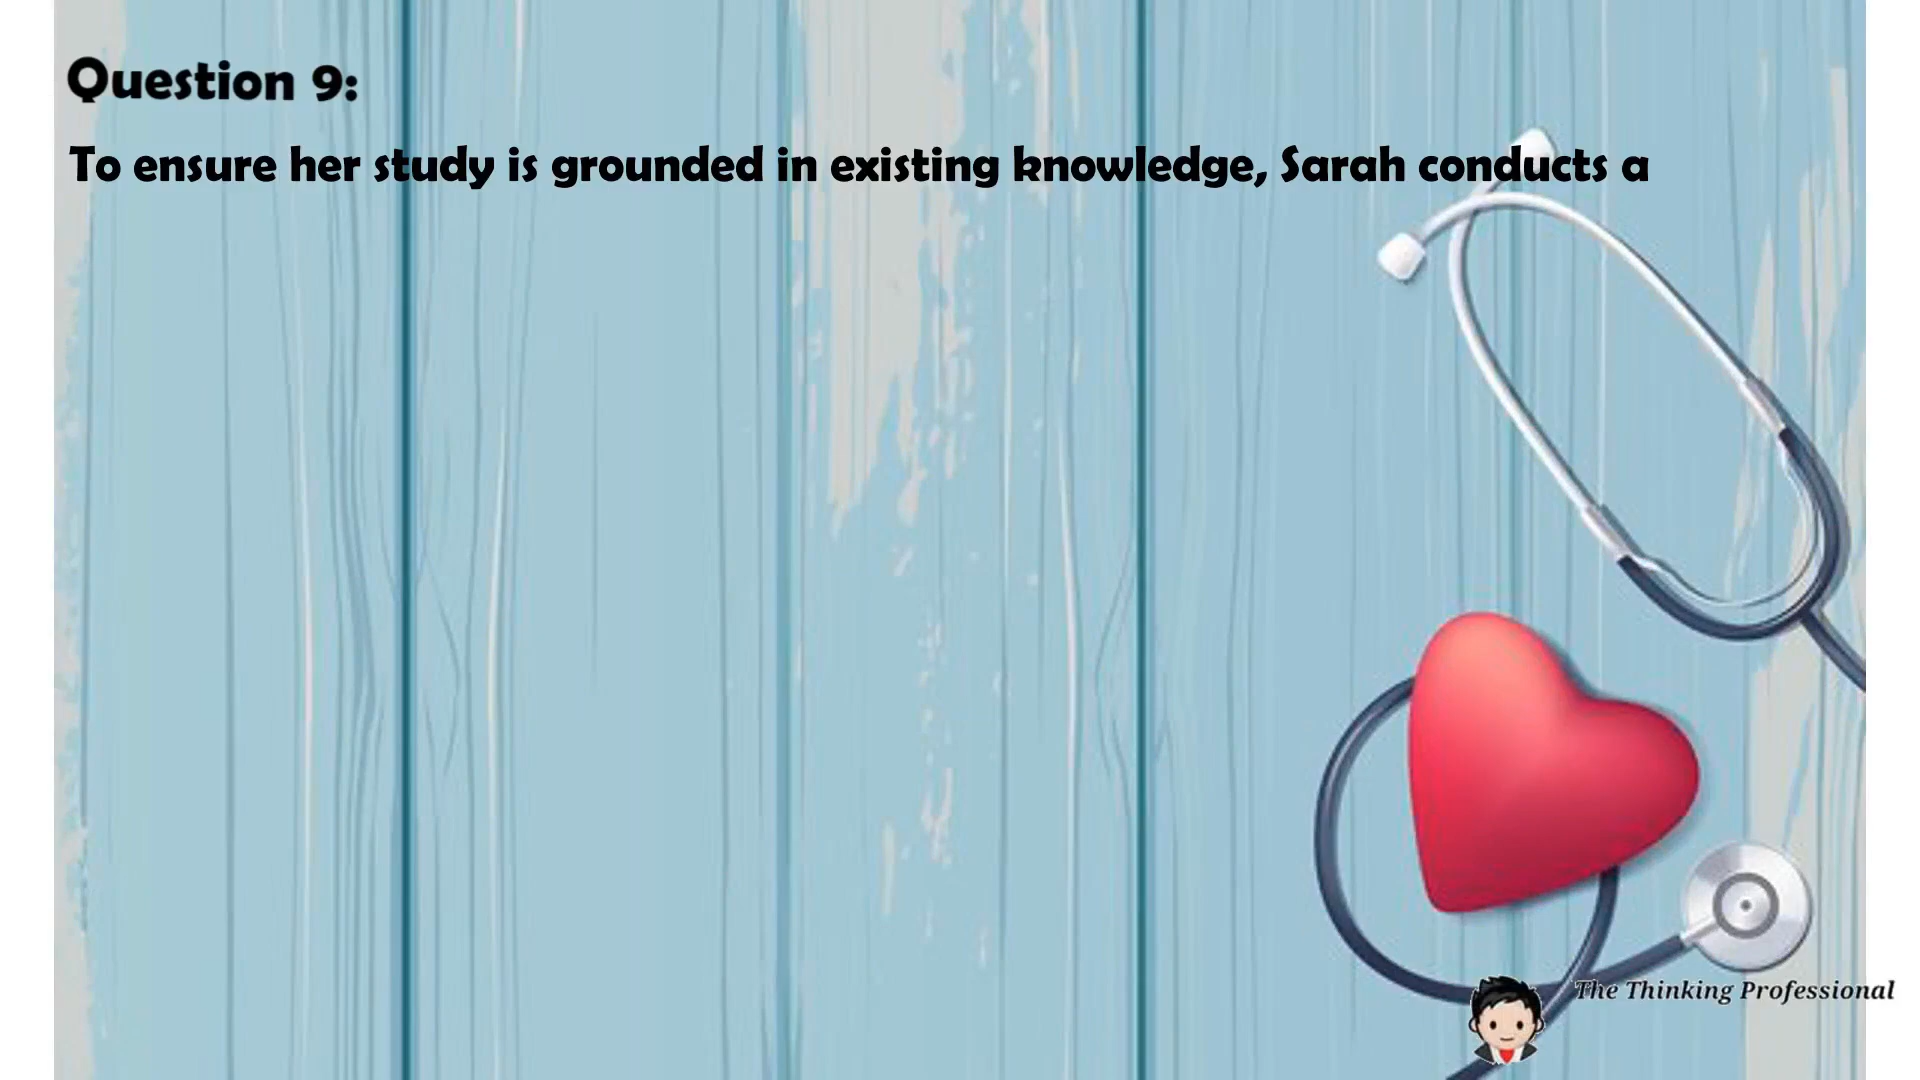 Question 9:
To ensure her study is grounded in existing knowledge, Sarah conducts a
The Thinking Professional